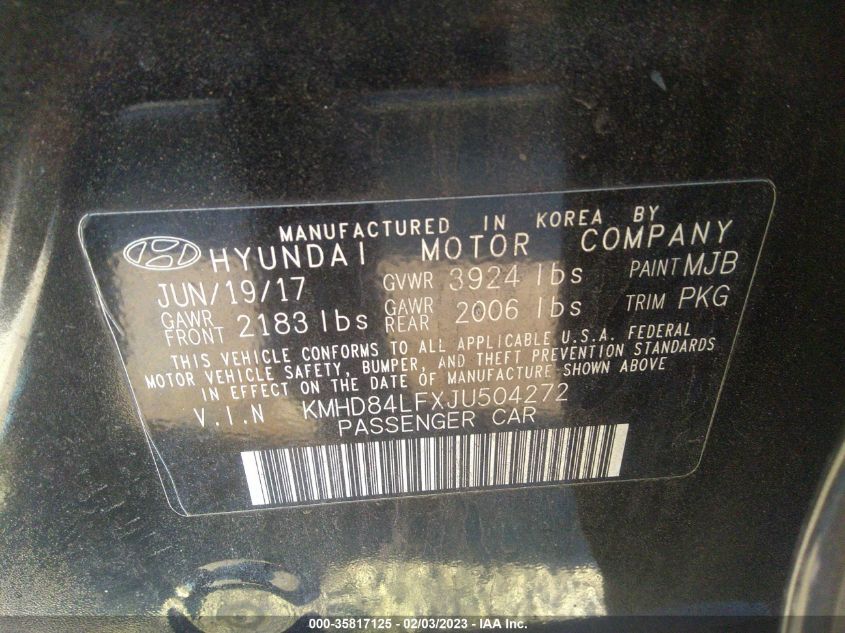 MANUFACTURED IN KOREA BY
HYUNDAI MOTOR COMPANY
JUN/19/17 GVWR 3924 lbs PAINT MJB
GAWR FRONT 2183 lbs GAWR REAR 2006 lbs TRIM PKG
THIS VEHICLE CONFORMS TO ALL APPLICABLE U.S.A. FEDERAL
MOTOR VEHICLE SAFETY, BUMPER, AND THEFT PREVENTION STANDARDS
IN EFFECT ON THE DATE OF MANUFACTURE SHOWN ABOVE
V.I.N KMHD84LFXJU504272
PASSENGER CAR
000-35817125 - 02/03/2023 - IAA Inc.